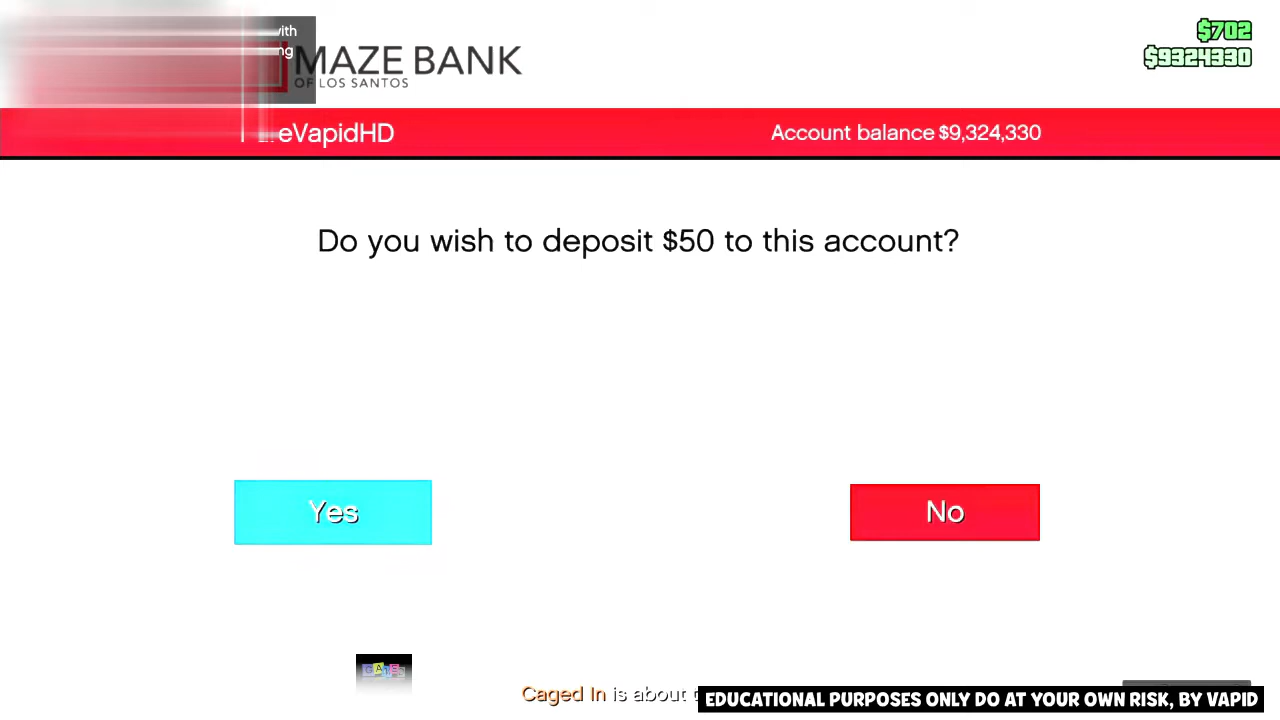 $702
$9324330
MAZE BANK
OF LOS SANTOS
eVapidHD
Account balance $9,324,330
Do you wish to deposit $50 to this account?
Yes
No
Caged In is about
EDUCATIONAL PURPOSES ONLY DO AT YOUR OWN RISK, BY VAPID